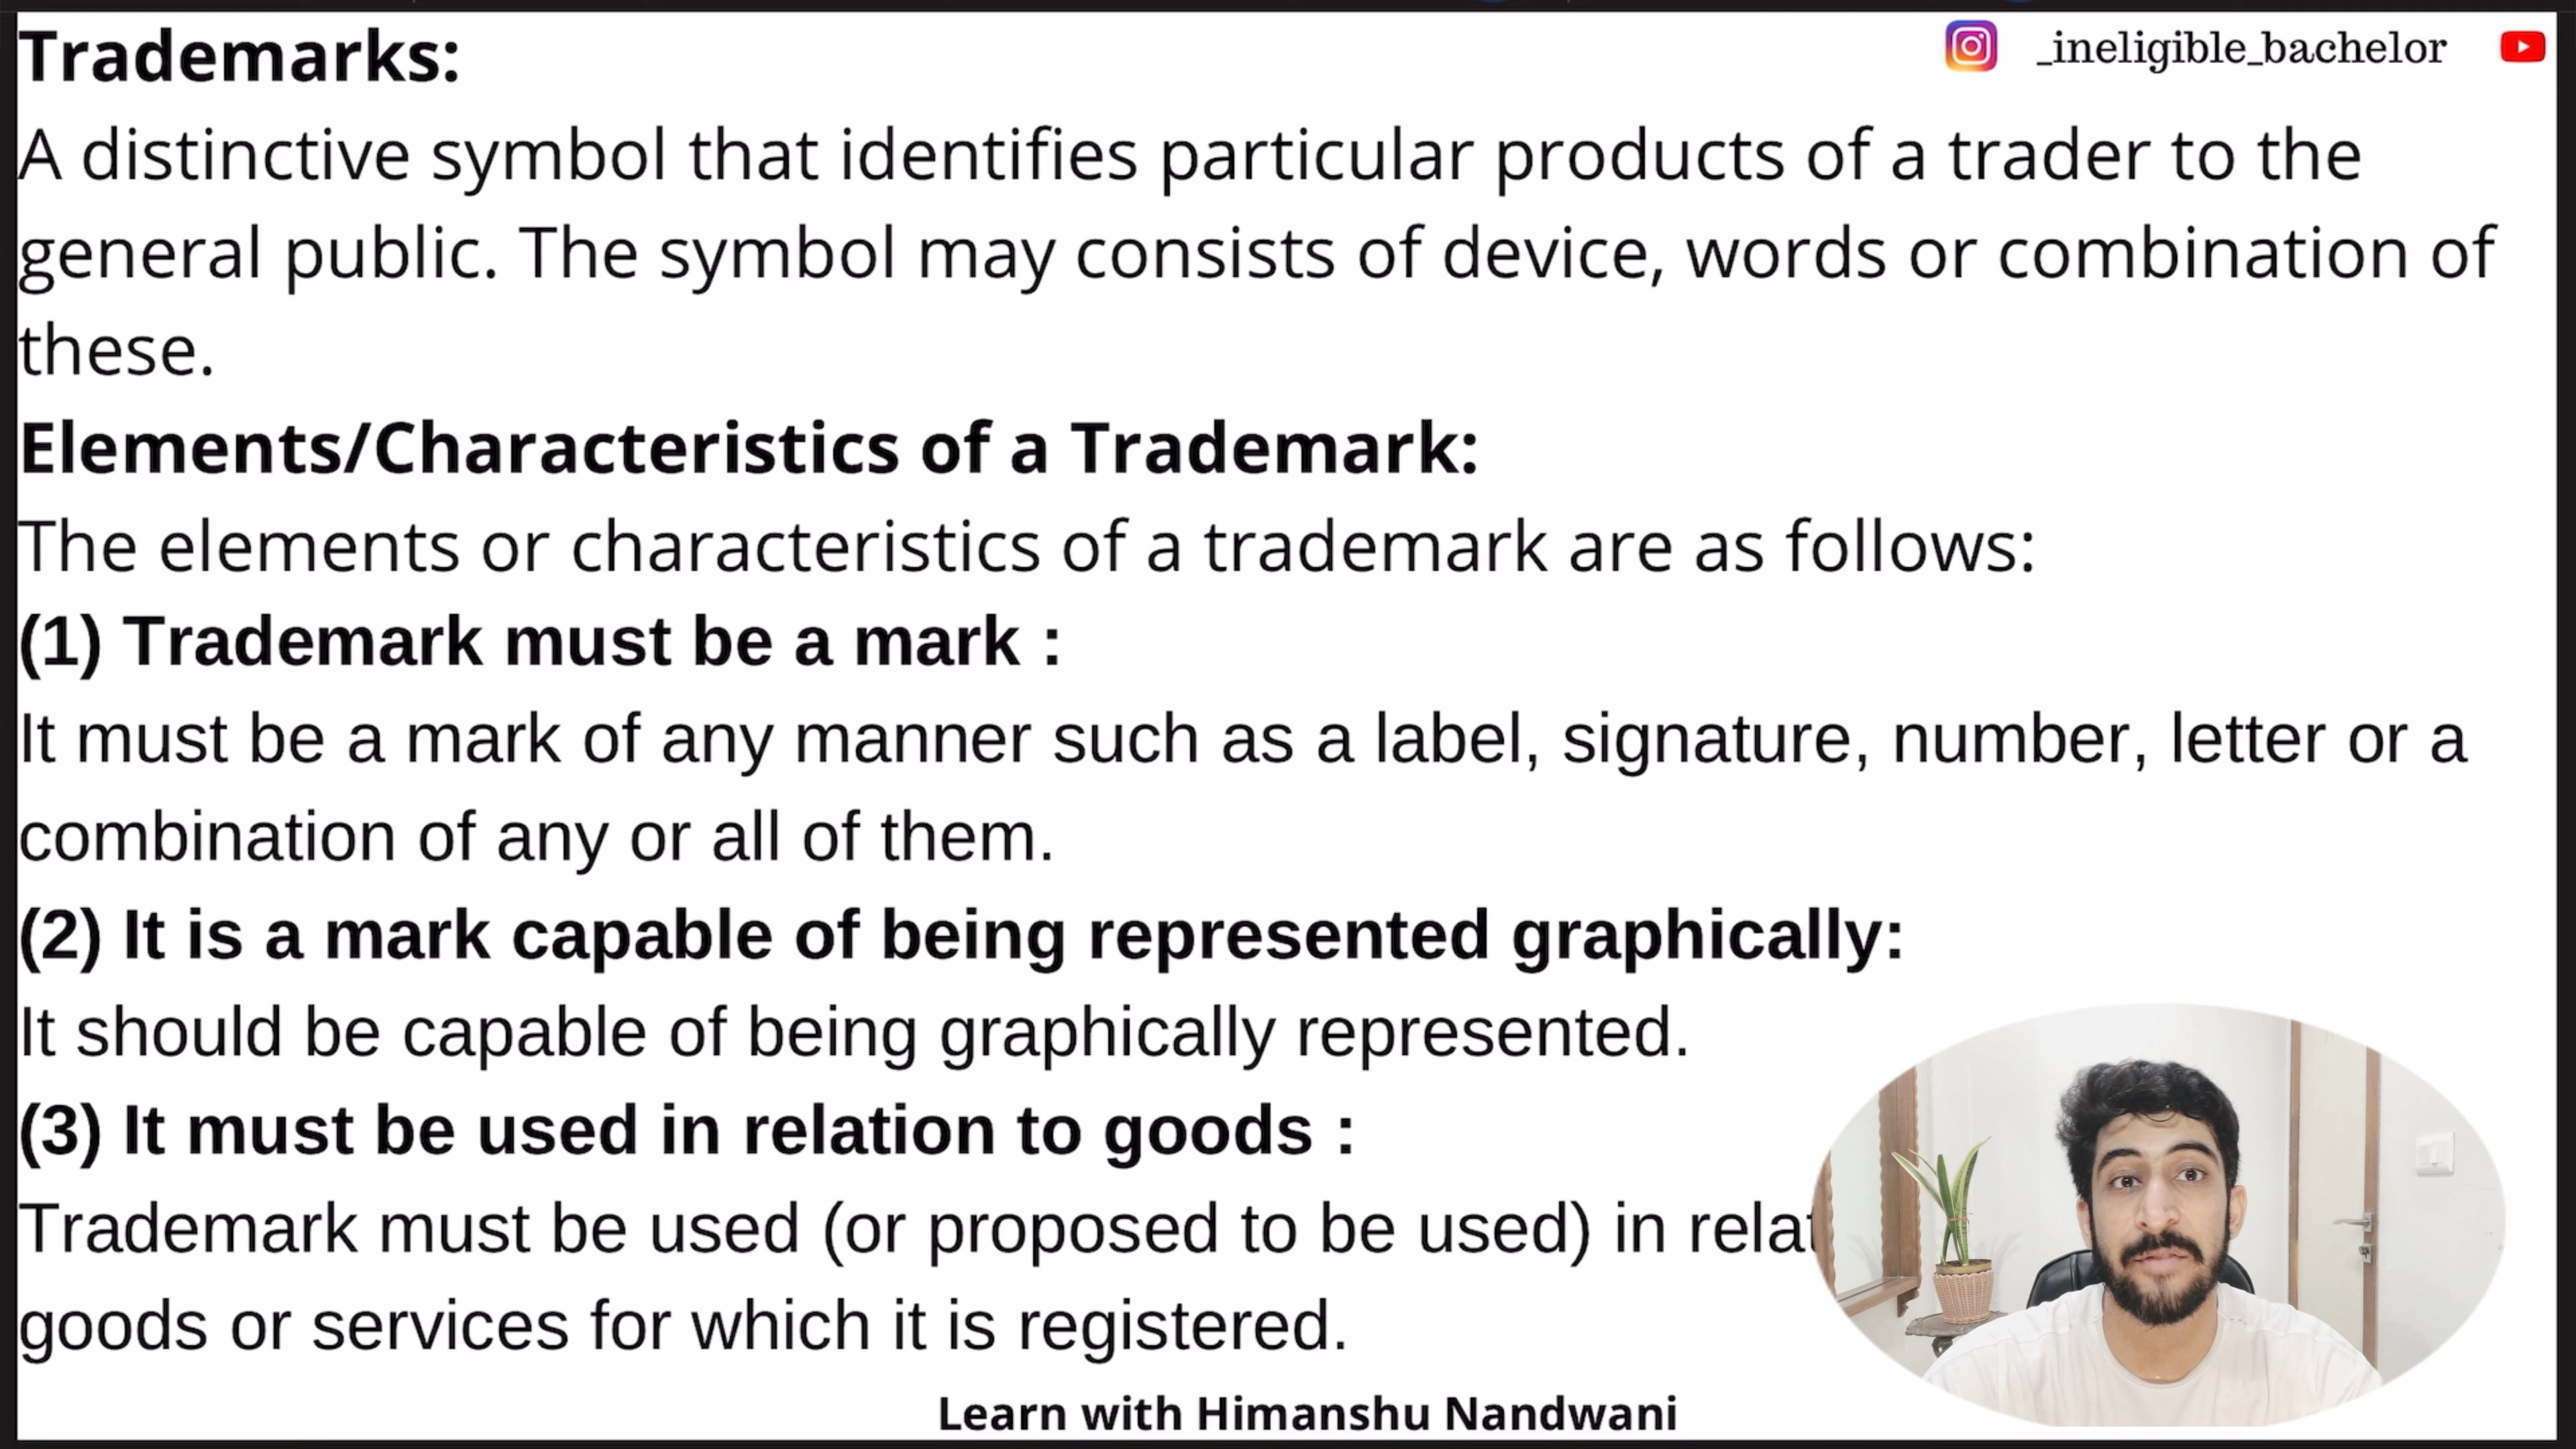 Trademarks:
_ineligible_bachelor
A distinctive symbol that identifies particular products of a trader to the
general public. The symbol may consists of device, words or combination of
these.
Elements/Characteristics of a Trademark:
The elements or characteristics of a trademark are as follows:
(1) Trademark must be a mark :
It must be a mark of any manner such as a label, signature, number, letter or a
combination of any or all of them.
(2) It is a mark capable of being represented graphically:
It should be capable of being graphically represented.
(3) It must be used in relation to goods :
Trademark must be used (or proposed to be used) in
goods or services for which it is registered.
Learn with Himanshu Nandwani